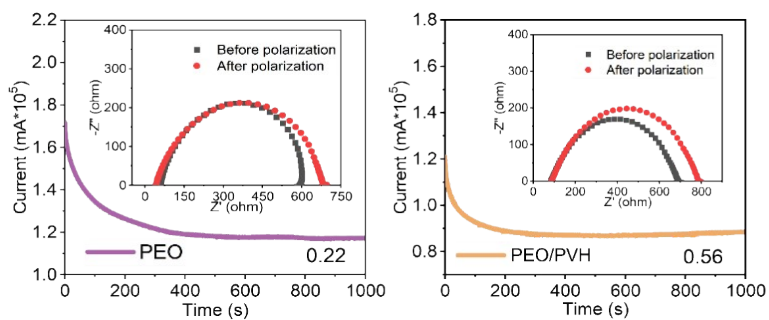 2.2
2.0
1.8
1.6
1.4
1.2
1.0
Current (mA*10⁵)
400
300
200
100
0
-Z'' (ohm)
Before polarization
After polarization
0 150 300 450 600 750
Z' (ohm)
PEO
0.22
0 200 400 600 800 1000
Time (s)
1.8
1.6
1.4
1.2
1.0
0.8
Current (mA*10⁵)
400
300
200
100
0
-Z'' (ohm)
Before polarization
After polarization
0 200 400 600 800 1000
Z' (ohm)
PEO/PVH
0.56
0 200 400 600 800 1000
Time (s)